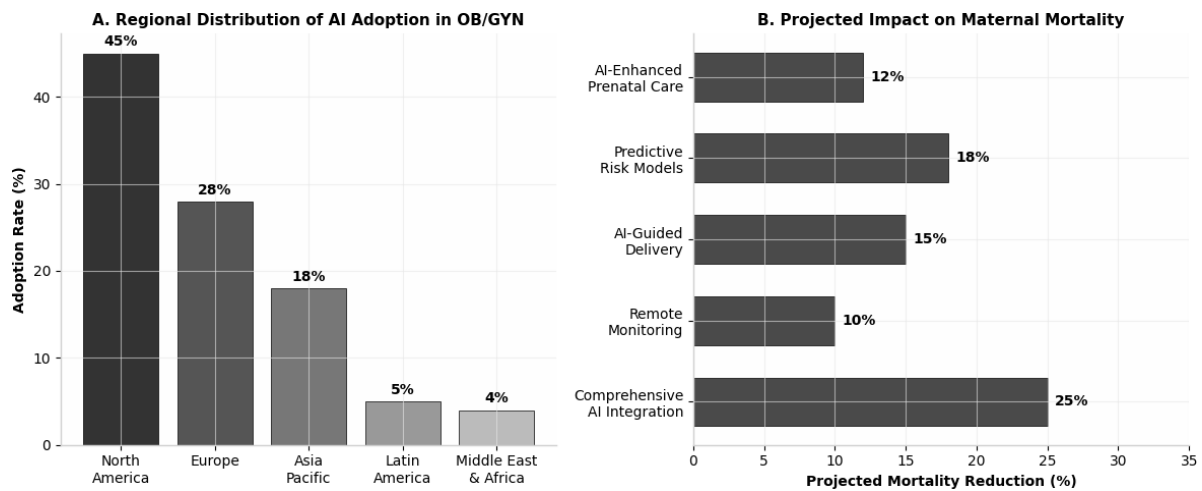 A. Regional Distribution of AI Adoption in OB/GYN
Adoption Rate (%)
40
30
20
10
0
45%
28%
18%
5%
4%
North
America
Europe
Asia
Pacific
Latin
America
Middle East
& Africa
B. Projected Impact on Maternal Mortality
AI-Enhanced
Prenatal Care
12%
Predictive
Risk Models
18%
AI-Guided
Delivery
15%
Remote
Monitoring
10%
Comprehensive
AI Integration
25%
0 5 10 15 20 25 30 35
Projected Mortality Reduction (%)